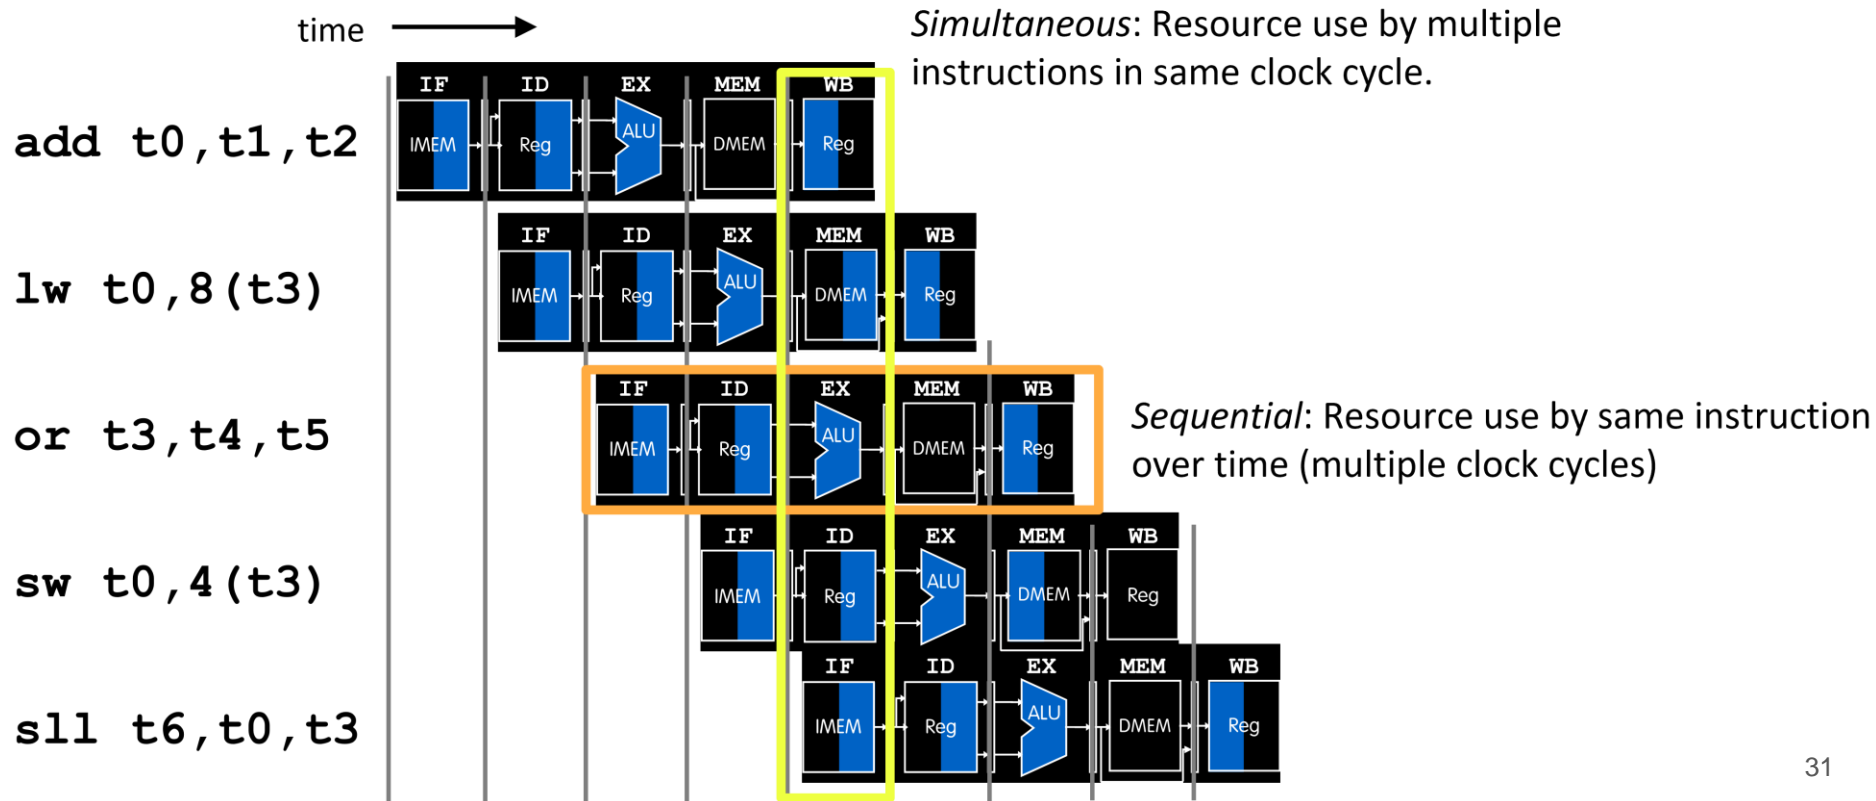 time
Simultaneous: Resource use by multiple
instructions in same clock cycle.
IF ID EX MEM WB
add t0,t1,t2
IMEM Reg ALU DMEM Reg
IF ID EX MEM WB
lw t0,8(t3)
IMEM Reg ALU DMEM Reg
IF ID EX MEM WB
or t3,t4,t5
IMEM Reg ALU DMEM Reg
Sequential: Resource use by same instruction
over time (multiple clock cycles)
IF ID EX MEM WB
sw t0,4(t3)
IMEM Reg ALU DMEM Reg
IF ID EX MEM WB
sll t6,t0,t3
IMEM Reg ALU DMEM Reg
31